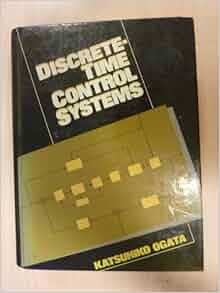 DISCRETE-
TIME
CONTROL
SYSTEMS
KATSUHIKO OGATA